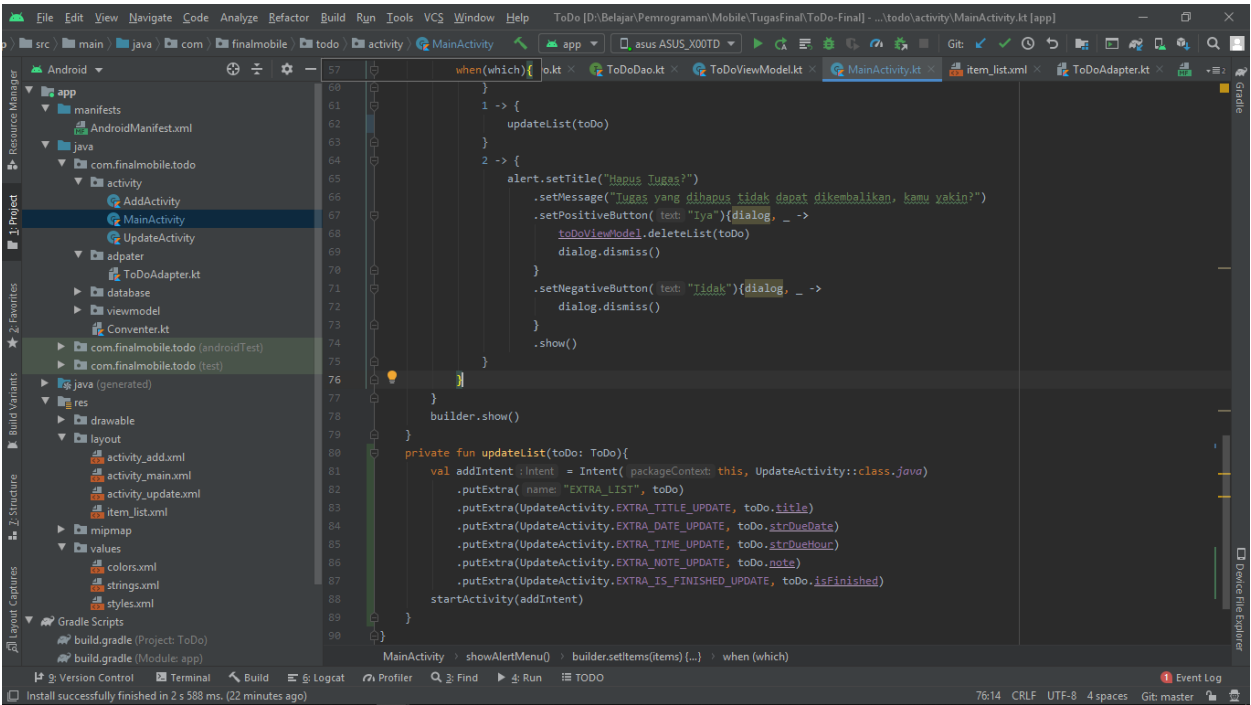 File Edit View Navigate Code Analyze Refactor Build Run Tools VCS Window Help ToDo [D:\Belajar\Pemrograman\Mobile\TugasFinal\ToDo-Final] - ...\todo\activity\MainActivity.kt [app]
src main java com finalmobile todo activity MainActivity app asus ASUS_X00TD Git:
Android
o.kt ToDoDao.kt ToDoViewModel.kt MainActivity.kt item_list.xml ToDoAdapter.kt
app
manifests
AndroidManifest.xml
java
com.finalmobile.todo
activity
AddActivity
MainActivity
UpdateActivity
adpater
ToDoAdapter.kt
database
viewmodel
Conventer.kt
com.finalmobile.todo (androidTest)
com.finalmobile.todo (test)
java (generated)
res
drawable
layout
activity_add.xml
activity_main.xml
activity_update.xml
item_list.xml
mipmap
values
colors.xml
strings.xml
styles.xml
Gradle Scripts
build.gradle (Project: ToDo)
build.gradle (Module: app)
57 when(which){
60 }
61 1 -> {
62 updateList(toDo)
63 }
64 2 -> {
65 alert.setTitle("Hapus Tugas?")
66 .setMessage("Tugas yang dihapus tidak dapat dikembalikan, kamu yakin?")
67 .setPositiveButton( text: "Iya"){dialog, _ ->
68 toDoViewModel.deleteList(toDo)
69 dialog.dismiss()
70 }
71 .setNegativeButton( text: "Tidak"){dialog, _ ->
72 dialog.dismiss()
73 }
74 .show()
75 }
76 }
77 }
78 builder.show()
79 }
80 private fun updateList(toDo: ToDo){
81 val addIntent : Intent = Intent( packageContext: this, UpdateActivity::class.java)
82 .putExtra( name: "EXTRA_LIST", toDo)
83 .putExtra(UpdateActivity.EXTRA_TITLE_UPDATE, toDo.title)
84 .putExtra(UpdateActivity.EXTRA_DATE_UPDATE, toDo.strDueDate)
85 .putExtra(UpdateActivity.EXTRA_TIME_UPDATE, toDo.strDueHour)
86 .putExtra(UpdateActivity.EXTRA_NOTE_UPDATE, toDo.note)
87 .putExtra(UpdateActivity.EXTRA_IS_FINISHED_UPDATE, toDo.isFinished)
88 startActivity(addIntent)
89 }
90 }
MainActivity showAlertMenu() builder.setItems(items) {...} when (which)
Resource Manager
1: Project
2: Favorites
Build Variants
7: Structure
Layout Captures
Gradle
Device File Explorer
9: Version Control Terminal Build 6: Logcat Profiler 3: Find 4: Run TODO 1 Event Log
Install successfully finished in 2 s 588 ms. (22 minutes ago) 76:14 CRLF UTF-8 4 spaces Git: master